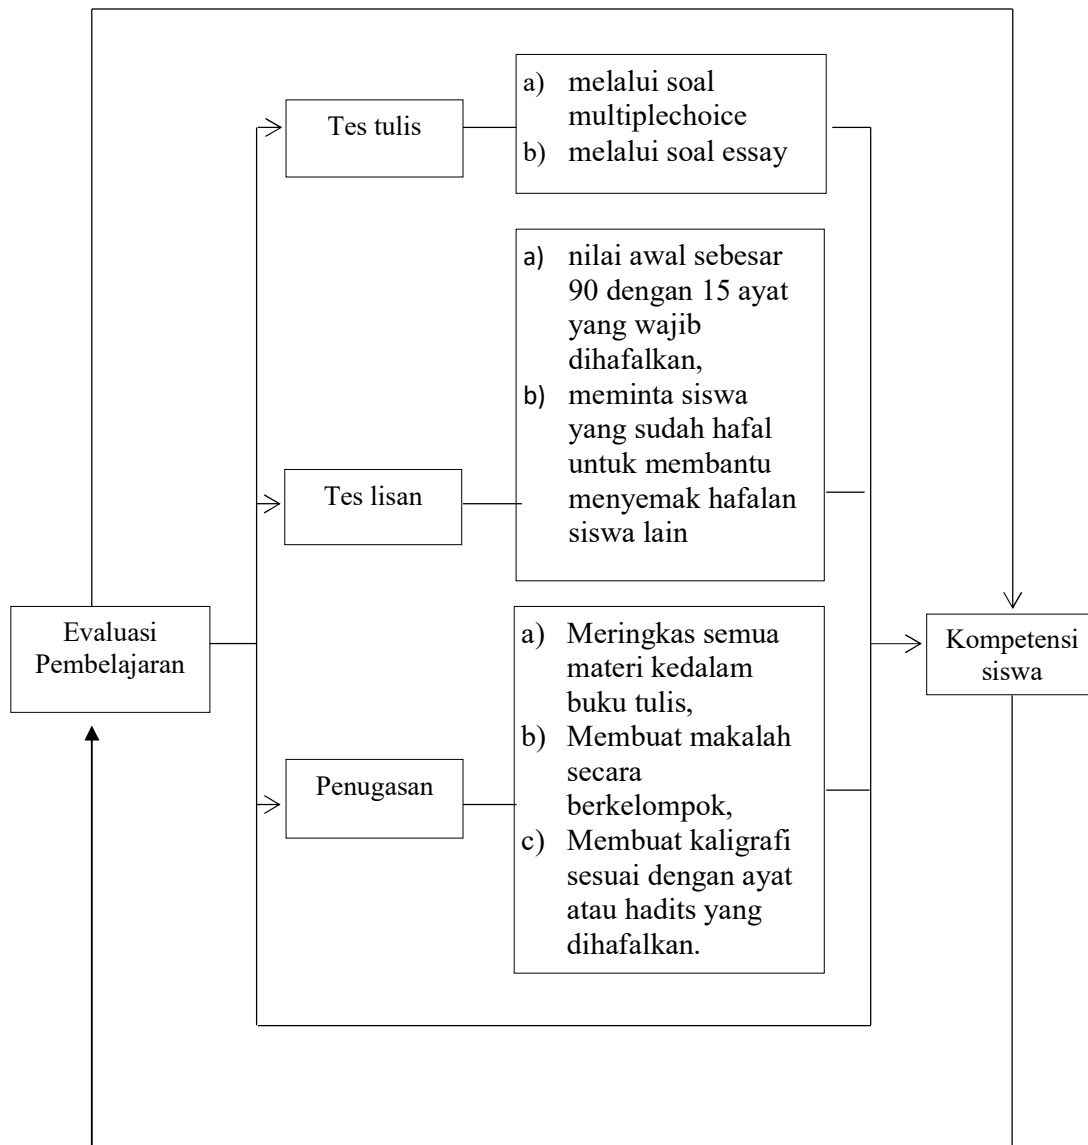 Tes tulis
a) melalui soal
multiplechoice
b) melalui soal essay
Tes lisan
a) nilai awal sebesar
90 dengan 15 ayat
yang wajib
dihafalkan,
b) meminta siswa
yang sudah hafal
untuk membantu
menyemak hafalan
siswa lain
Evaluasi
Pembelajaran
Penugasan
a) Meringkas semua
materi kedalam
buku tulis,
b) Membuat makalah
secara
berkelompok,
c) Membuat kaligrafi
sesuai dengan ayat
atau hadits yang
dihafalkan.
Kompetensi
siswa